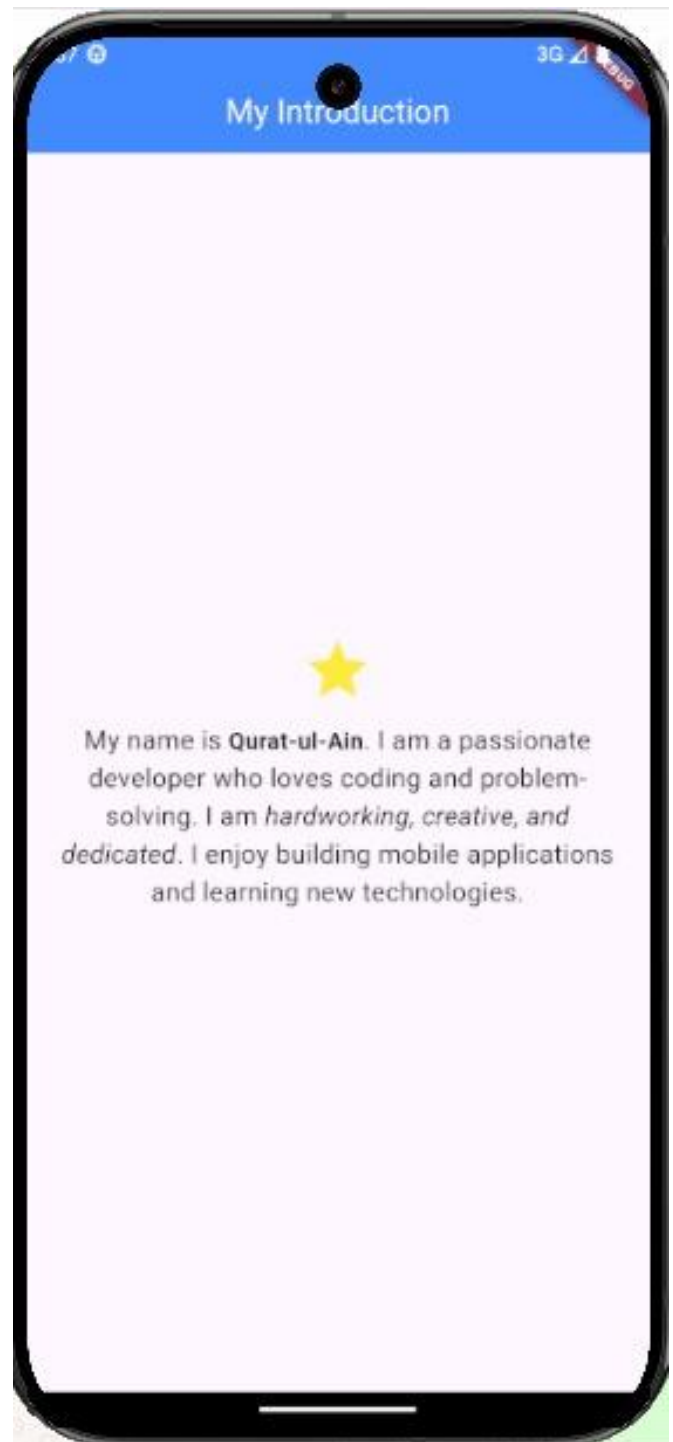 3G
My Introduction
My name is Qurat-ul-Ain. I am a passionate
developer who loves coding and problem-
solving. I am hardworking, creative, and
dedicated. I enjoy building mobile applications
and learning new technologies.